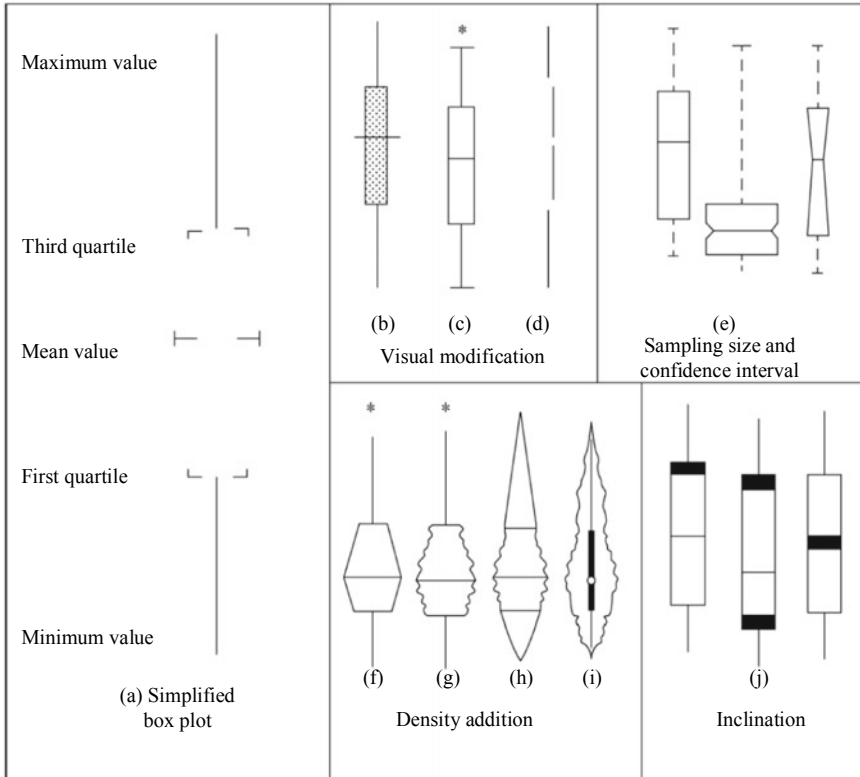 Maximum value
Third quartile
Mean value
First quartile
Minimum value
(a) Simplified
box plot
*
(b)
(c)
(d)
Visual modification
(e)
Sampling size and
confidence interval
*
*
(f)
(g)
(h)
(i)
Density addition
(j)
Inclination